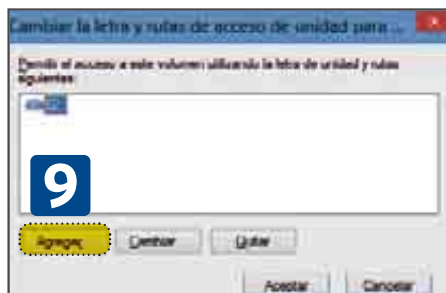 Cambiar la letra y rutas de acceso de unidad para ...
Permitir el acceso a este volumen utilizando la letra de unidad y rutas
siguientes:
9
Agregar...
Cambiar
Quitar
Aceptar
Cancelar